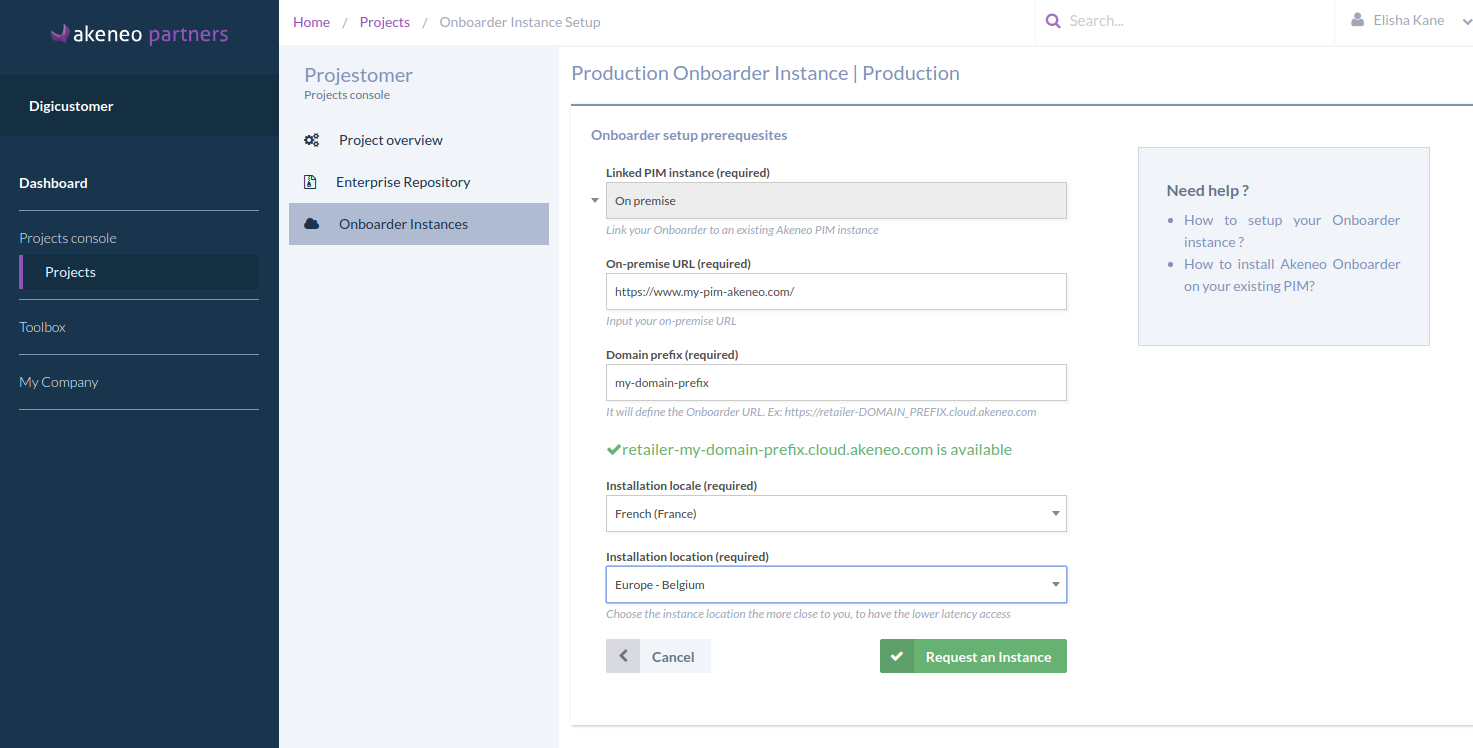 akeneo partners
Digicustomer
Dashboard
Projects console
Projects
Toolbox
My Company
Home / Projects / Onboarder Instance Setup
Search...
Elisha Kane
Projestomer
Projects console
Project overview
Enterprise Repository
Onboarder Instances
Production Onboarder Instance | Production
Onboarder setup prerequesites
Linked PIM instance (required)
On premise
Link your Onboarder to an existing Akeneo PIM instance
On-premise URL (required)
https://www.my-pim-akeneo.com/
Input your on-premise URL
Domain prefix (required)
my-domain-prefix
It will define the Onboarder URL. Ex: https://retailer-DOMAIN_PREFIX.cloud.akeneo.com
retailer-my-domain-prefix.cloud.akeneo.com is available
Installation locale (required)
French (France)
Installation location (required)
Europe - Belgium
Choose the instance location the more close to you, to have the lower latency access
Cancel
Request an Instance
Need help ?
• How to setup your Onboarder
instance ?
• How to install Akeneo Onboarder
on your existing PIM?